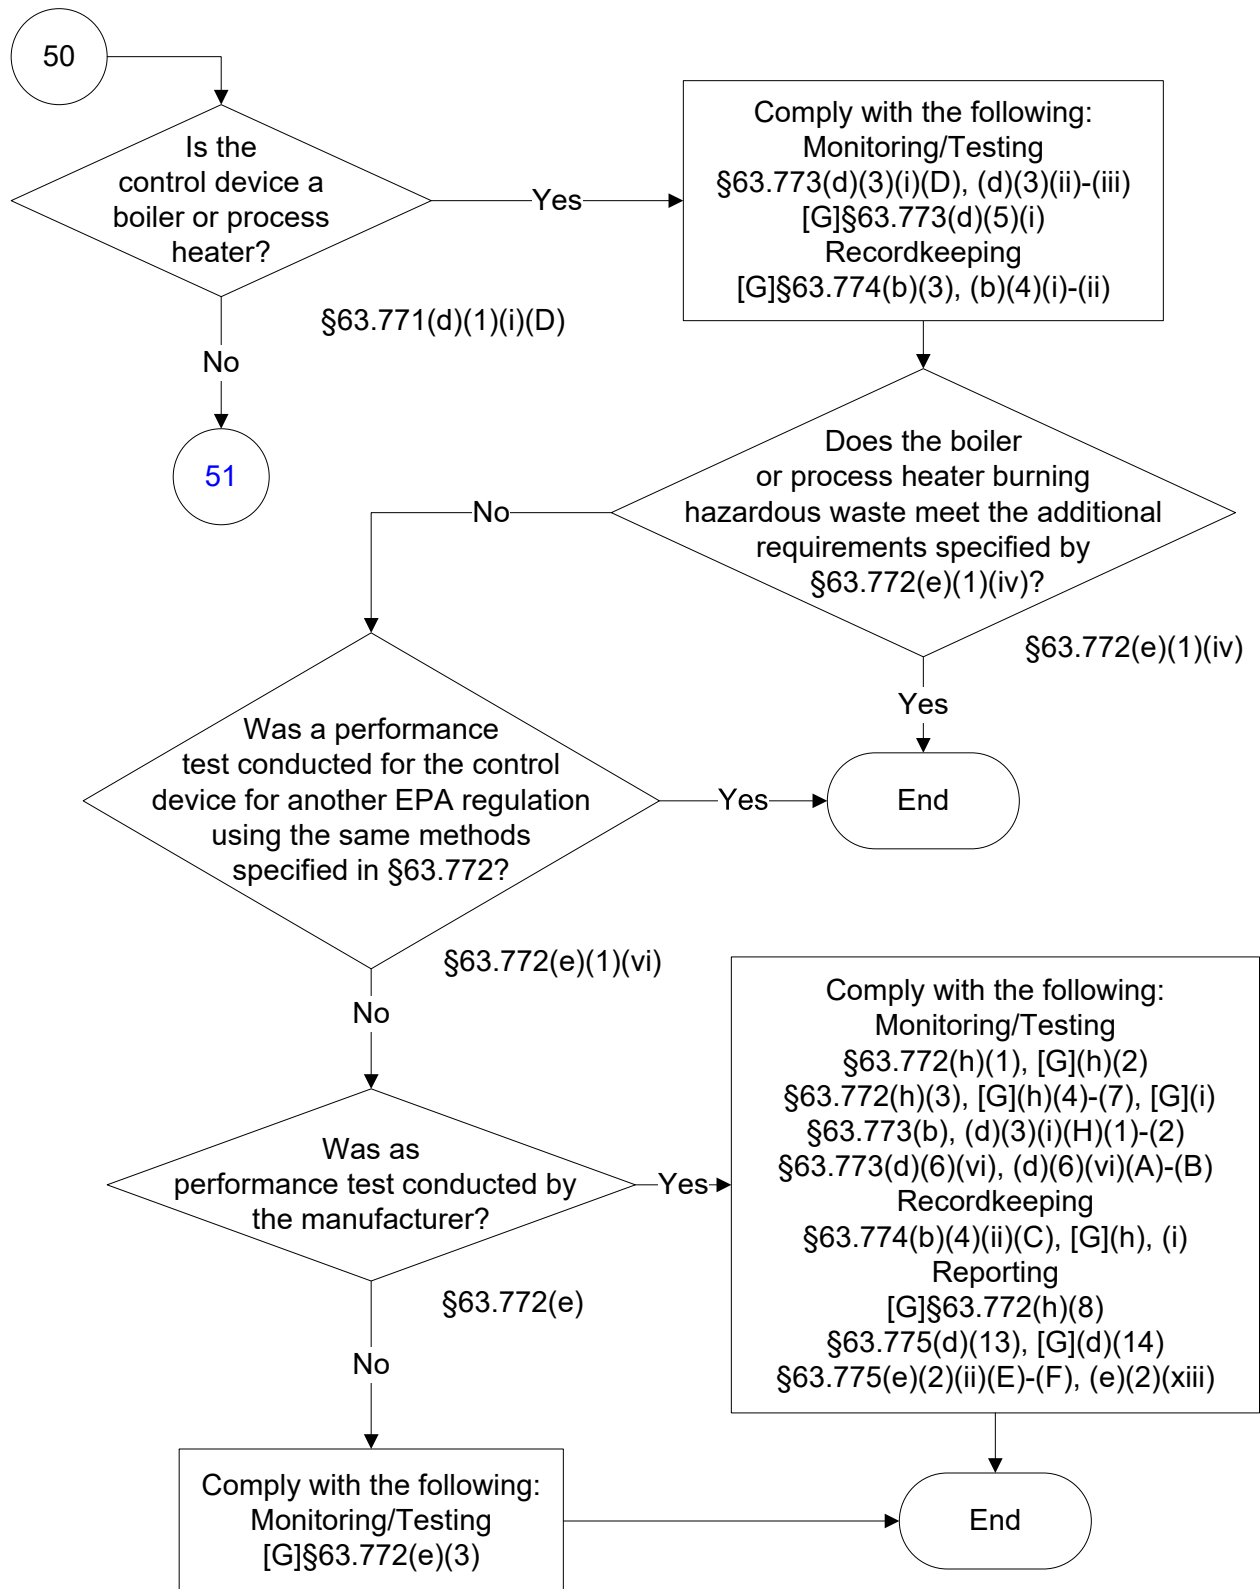 50
Is the
control device a
boiler or process
heater?
Yes
Comply with the following:
Monitoring/Testing
§63.773(d)(3)(i)(D), (d)(3)(ii)-(iii)
[G]§63.773(d)(5)(i)
Recordkeeping
[G]§63.774(b)(3), (b)(4)(i)-(ii)
§63.771(d)(1)(i)(D)
No
51
Does the boiler
or process heater burning
hazardous waste meet the additional
requirements specified by
§63.772(e)(1)(iv)?
No
§63.772(e)(1)(iv)
Yes
Was a performance
test conducted for the control
device for another EPA regulation
using the same methods
specified in §63.772?
Yes
End
§63.772(e)(1)(vi)
No
Was as
performance test conducted by
the manufacturer?
Yes
Comply with the following:
Monitoring/Testing
§63.772(h)(1), [G](h)(2)
§63.772(h)(3), [G](h)(4)-(7), [G](i)
§63.773(b), (d)(3)(i)(H)(1)-(2)
§63.773(d)(6)(vi), (d)(6)(vi)(A)-(B)
Recordkeeping
§63.774(b)(4)(ii)(C), [G](h), (i)
Reporting
[G]§63.772(h)(8)
§63.775(d)(13), [G](d)(14)
§63.775(e)(2)(ii)(E)-(F), (e)(2)(xiii)
§63.772(e)
No
Comply with the following:
Monitoring/Testing
[G]§63.772(e)(3)
End